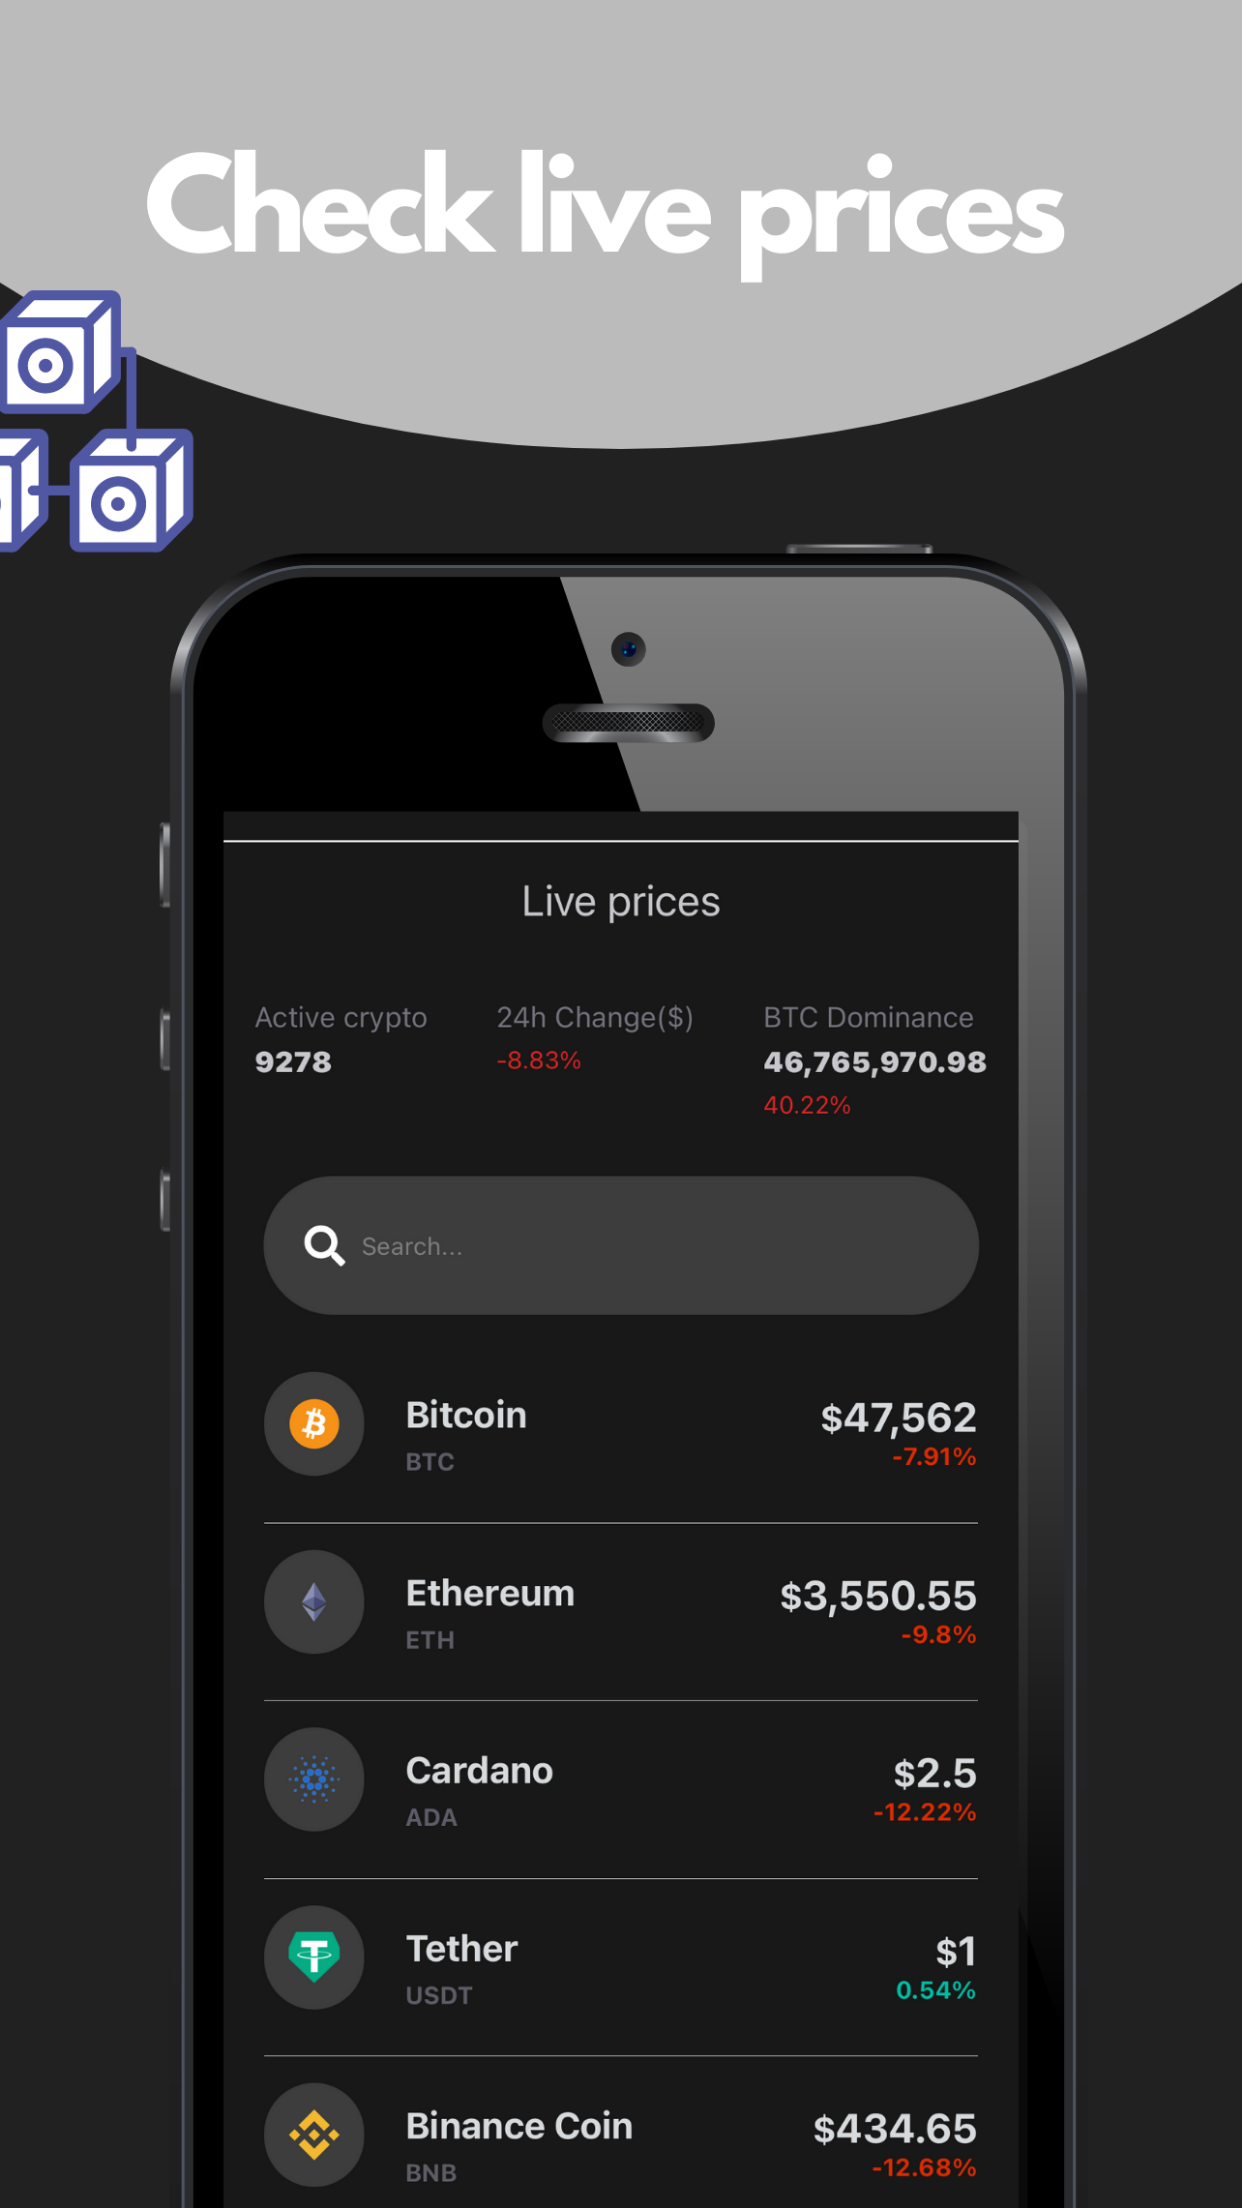 Check live prices
Live prices
Active crypto 24h Change($) BTC Dominance
9278 -8.83% 46,765,970.98
40.22%
Search...
Bitcoin $47,562
BTC -7.91%
Ethereum $3,550.55
ETH -9.8%
Cardano $2.5
ADA -12.22%
Tether $1
USDT 0.54%
Binance Coin $434.65
BNB -12.68%